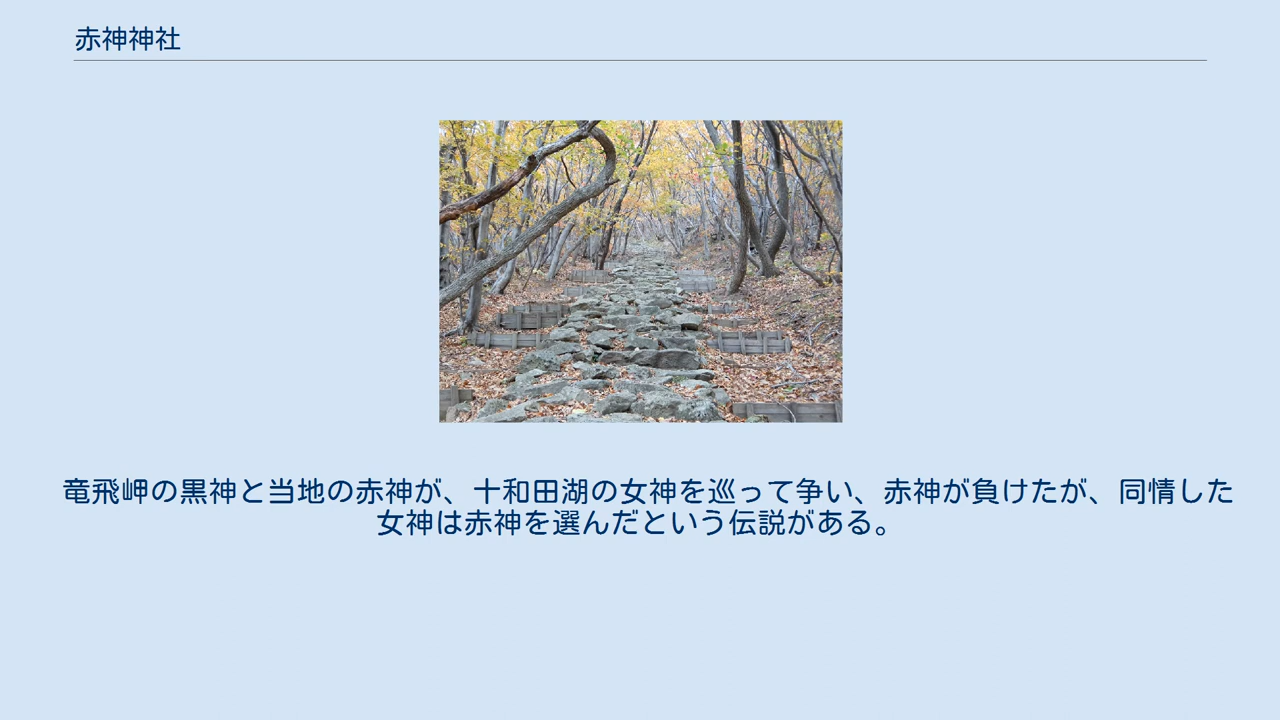 赤神神社
竜飛岬の黒神と当地の赤神が、十和田湖の女神を巡って争い、赤神が負けたが、同情した
女神は赤神を選んだという伝説がある。